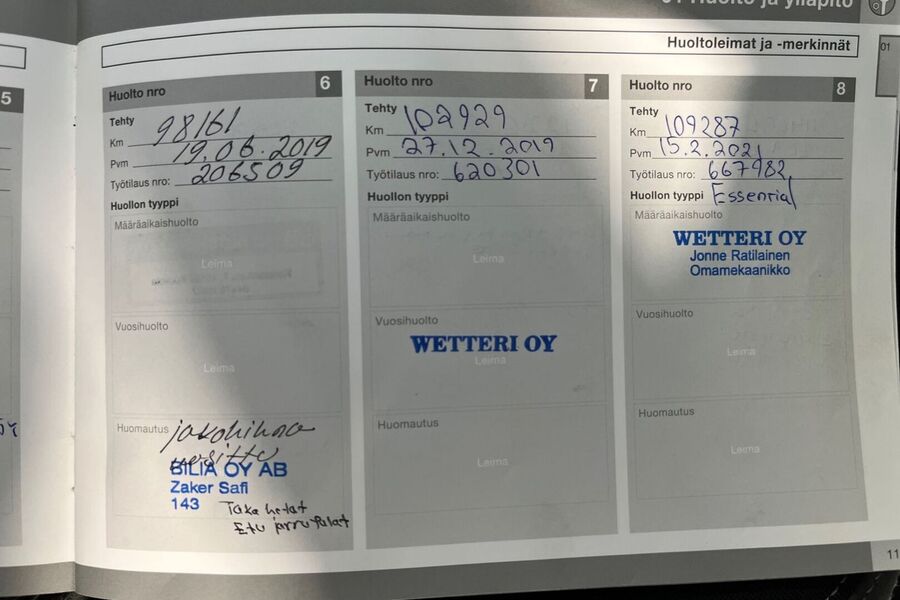 01 Huolto ja ylläpito
Huoltoleimat ja -merkinnät
01
5
Huolto nro 6
Tehty
Km 98161
Pvm 19.06.2019
Työtilaus nro: 206509
Huollon tyyppi
Määräaikaishuolto
Leima
Vuosihuolto
Leima
Huomautus jakohihna
uusittu
BILIA OY AB
Zaker Safi
143 Taka helat
Etu jarrupalat
Huolto nro 7
Tehty
Km 102929
Pvm 27.12.2019
Työtilaus nro: 620301
Huollon tyyppi
Määräaikaishuolto
Leima
Vuosihuolto
WETTERI OY
Leima
Huomautus
Leima
Huolto nro 8
Tehty
Km 109287
Pvm 15.2.2021
Työtilaus nro: 667982
Huollon tyyppi Essential
Määräaikaishuolto
WETTERI OY
Jonne Ratilainen
Omamekaanikko
Vuosihuolto
Leima
Huomautus
Leima
11